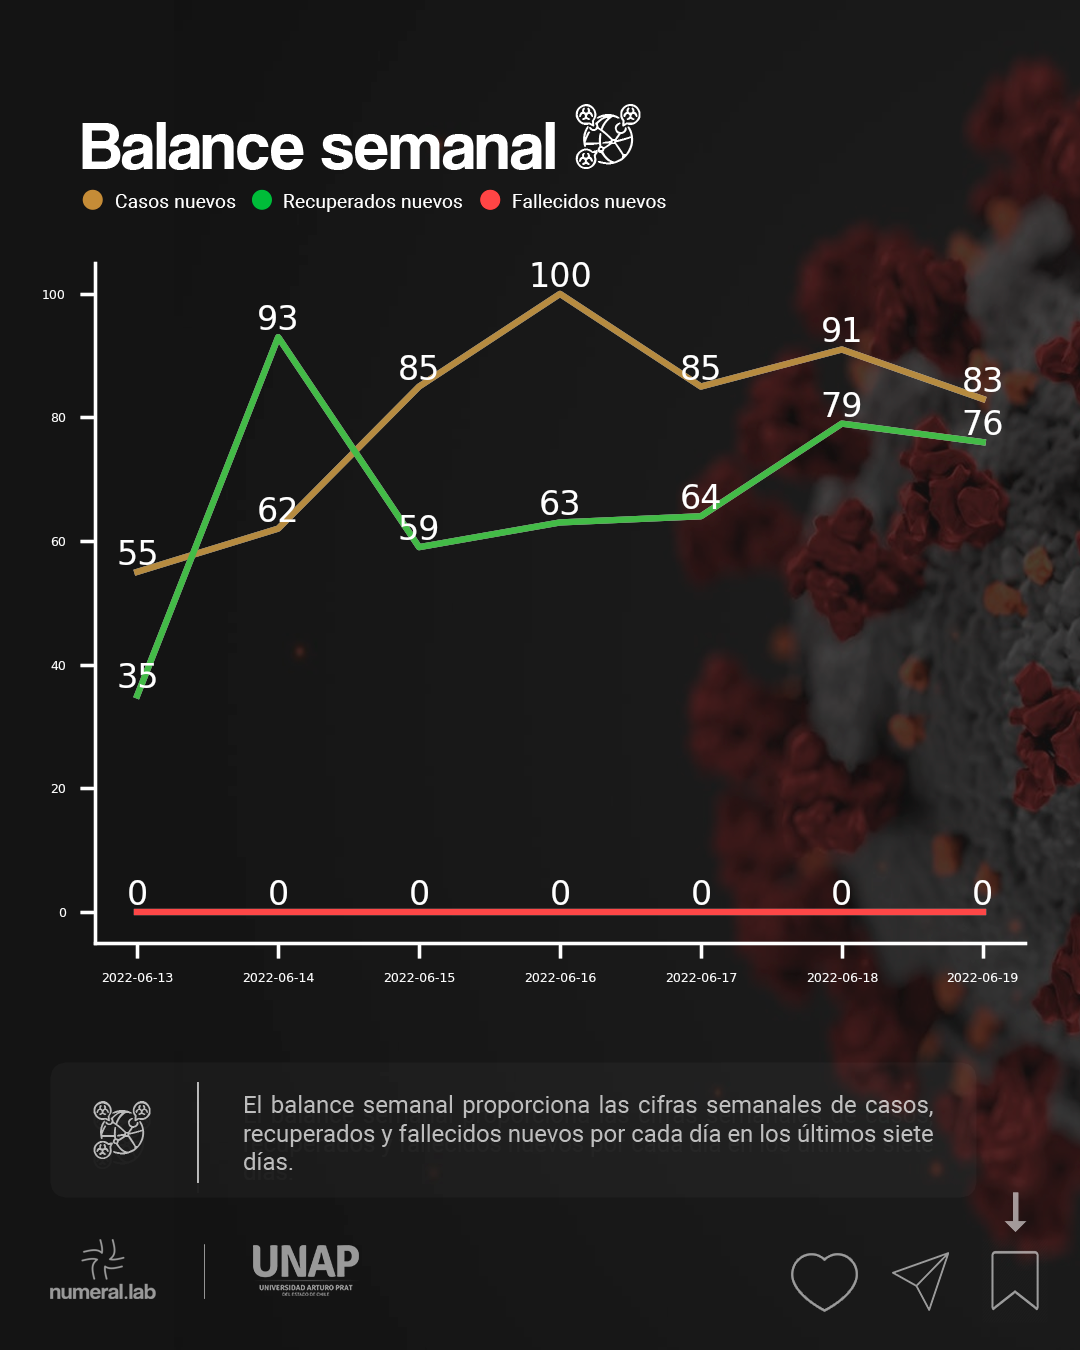 Balance semanal
Casos nuevos Recuperados nuevos Fallecidos nuevos
100
80
60
40
20
0
100
93
91
85
85
83
79
76
62
64
63
59
55
35
0 0 0 0 0 0 0
2022-06-13 2022-06-14 2022-06-15 2022-06-16 2022-06-17 2022-06-18 2022-06-19
El balance semanal proporciona las cifras semanales de casos,
recuperados y fallecidos nuevos por cada día en los últimos siete
días.
numeral.lab
UNAP
UNIVERSIDAD ARTURO PRAT
DEL ESTADO DE CHILE